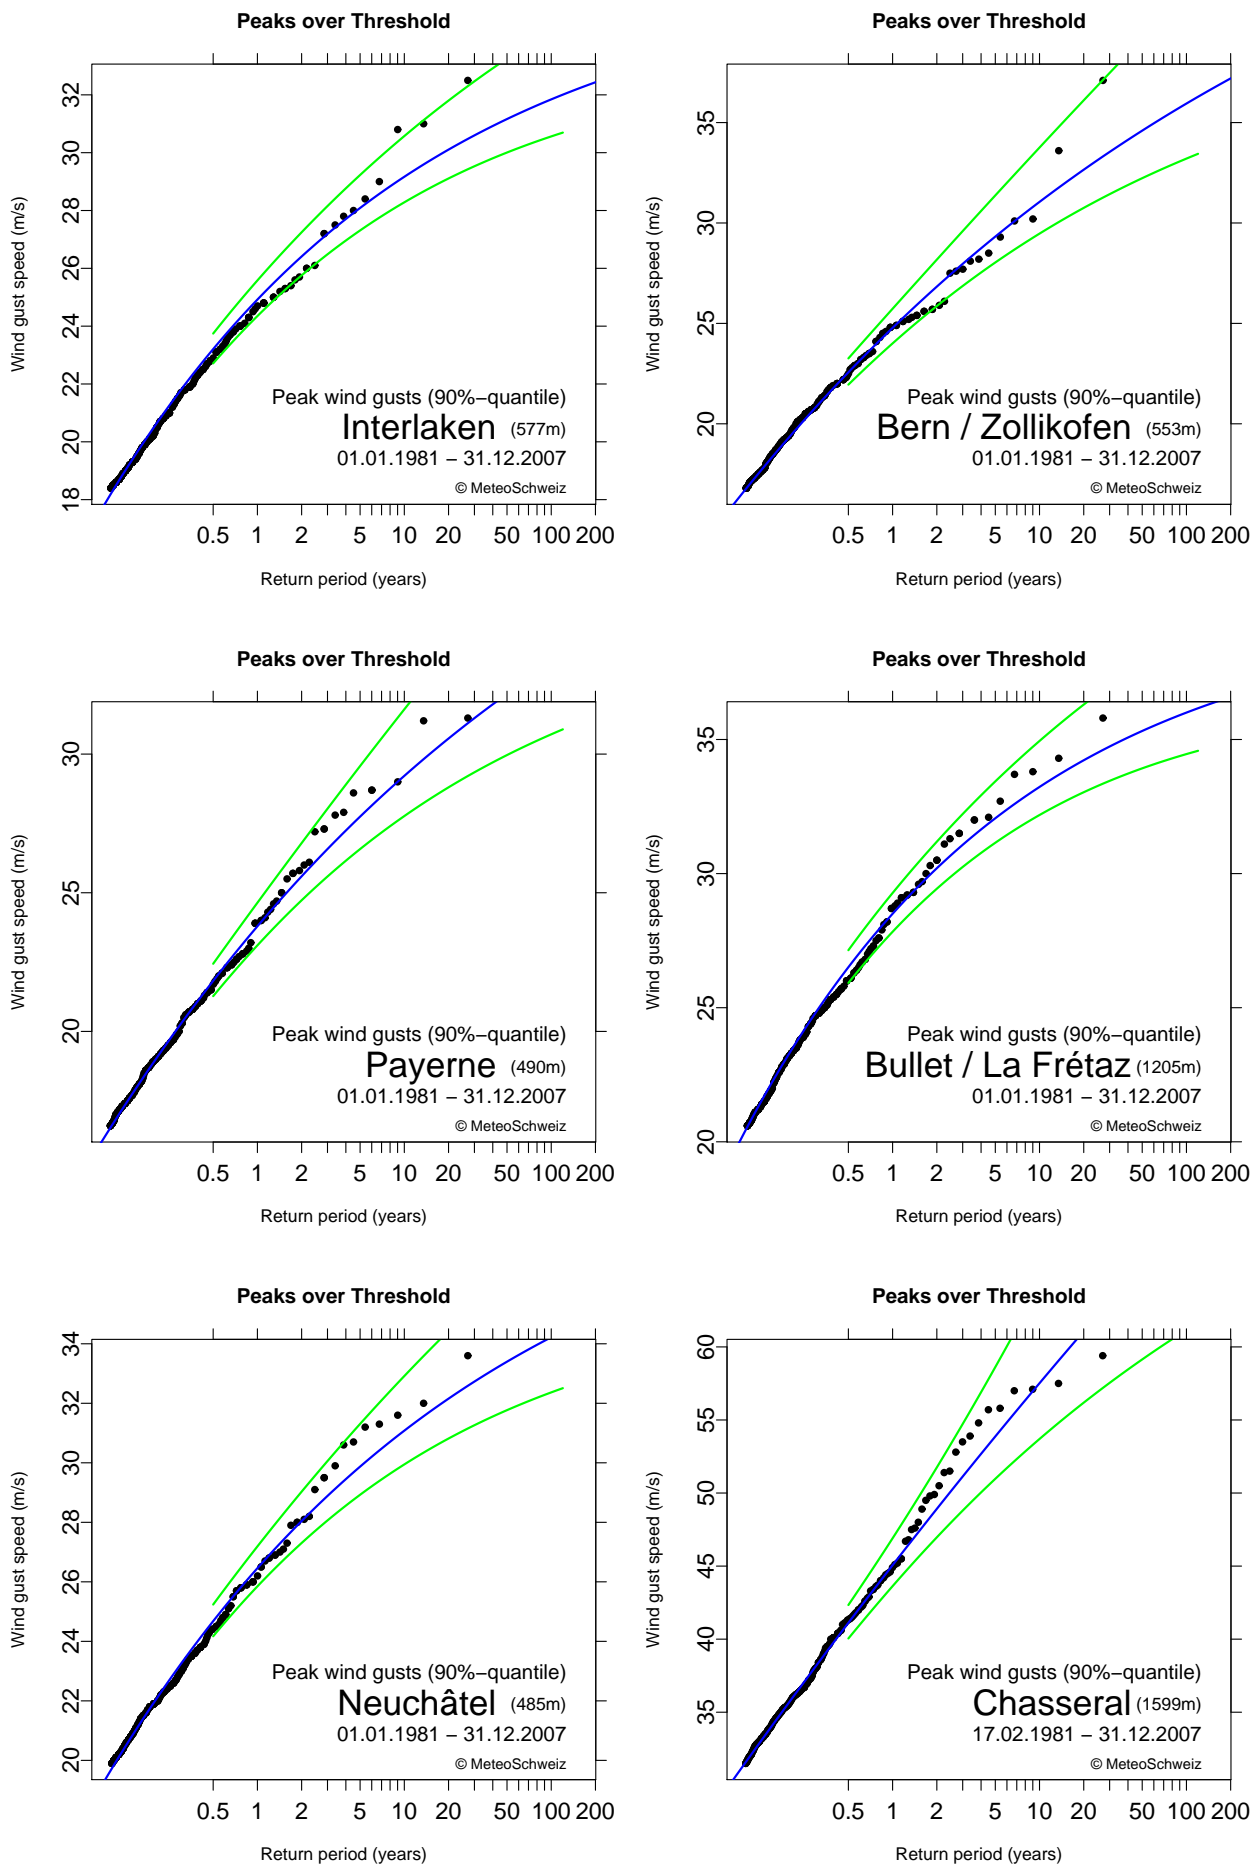 Peaks over Threshold
Wind gust speed (m/s)
18 20 22 24 26 28 30 32
Peak wind gusts (90%−quantile)
Interlaken (577m)
01.01.1981 − 31.12.2007
© MeteoSchweiz
0.5 1 2 5 10 20 50 100 200
Return period (years)
Peaks over Threshold
Wind gust speed (m/s)
20 25 30 35
Peak wind gusts (90%−quantile)
Bern / Zollikofen (553m)
01.01.1981 − 31.12.2007
© MeteoSchweiz
0.5 1 2 5 10 20 50 100 200
Return period (years)
Peaks over Threshold
Wind gust speed (m/s)
20 25 30
Peak wind gusts (90%−quantile)
Payerne (490m)
01.01.1981 − 31.12.2007
© MeteoSchweiz
0.5 1 2 5 10 20 50 100 200
Return period (years)
Peaks over Threshold
Wind gust speed (m/s)
20 25 30 35
Peak wind gusts (90%−quantile)
Bullet / La Frétaz (1205m)
01.01.1981 − 31.12.2007
© MeteoSchweiz
0.5 1 2 5 10 20 50 100 200
Return period (years)
Peaks over Threshold
Wind gust speed (m/s)
20 22 24 26 28 30 32 34
Peak wind gusts (90%−quantile)
Neuchâtel (485m)
01.01.1981 − 31.12.2007
© MeteoSchweiz
0.5 1 2 5 10 20 50 100 200
Return period (years)
Peaks over Threshold
Wind gust speed (m/s)
35 40 45 50 55 60
Peak wind gusts (90%−quantile)
Chasseral (1599m)
17.02.1981 − 31.12.2007
© MeteoSchweiz
0.5 1 2 5 10 20 50 100 200
Return period (years)